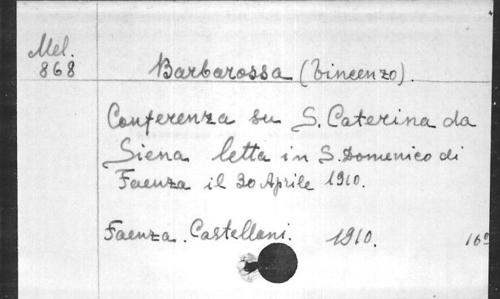 Mel.
868
Barbarossa (Vincenzo).
Conferenza su S. Caterina da
Siena letta in S. Domenico di
Faenza il 30 Aprile 1910.
Faenza. Castellani. 1910. 16º